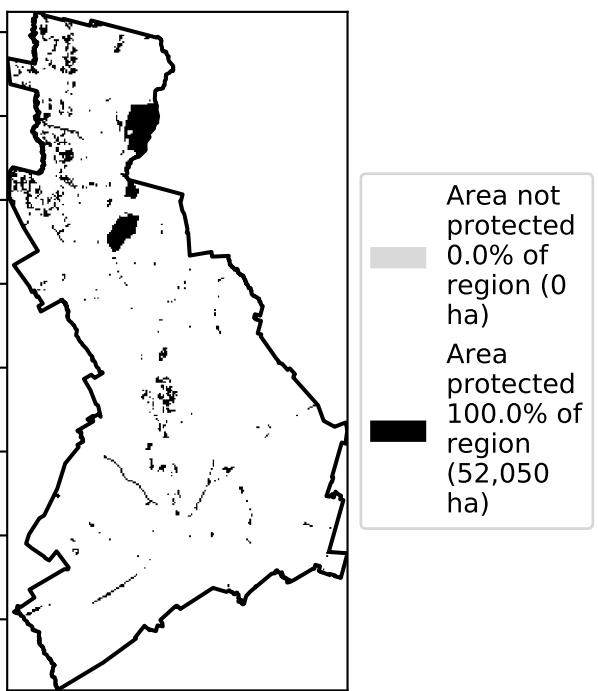 Area not
protected
0.0% of
region (0
ha)
Area
protected
100.0% of
region
(52,050
ha)